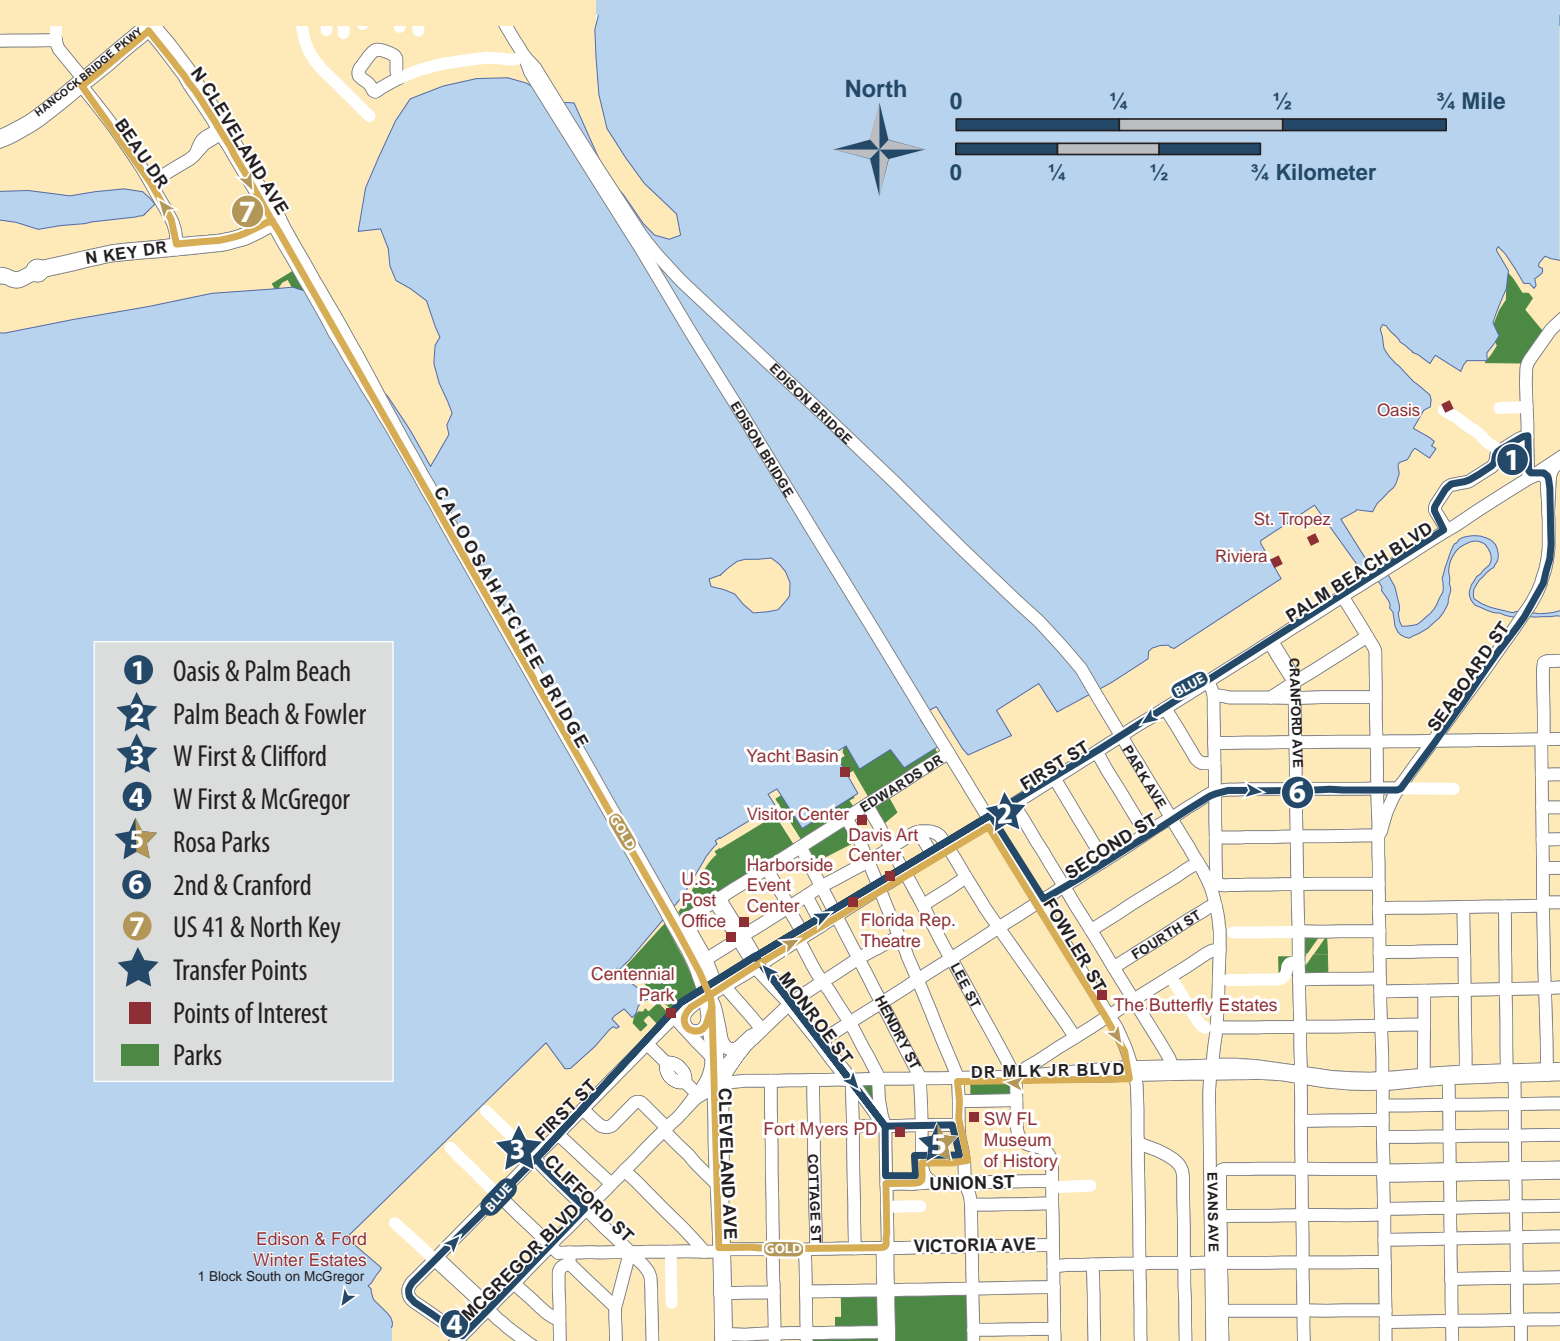 HANCOCK BRIDGE PKWY
N CLEVELAND AVE
BEAU DR
7
N KEY DR
North
0 ¼ ½ ¾ Mile
0 ¼ ½ ¾ Kilometer
EDISON BRIDGE
EDISON BRIDGE
CALOOSAHATCHEE BRIDGE
GOLD
Oasis
1
St. Tropez
Riviera
PALM BEACH BLVD
BLUE
CRANFORD AVE
SEABOARD ST
6
1 Oasis & Palm Beach
2 Palm Beach & Fowler
3 W First & Clifford
4 W First & McGregor
5 Rosa Parks
6 2nd & Cranford
7 US 41 & North Key
Transfer Points
Points of Interest
Parks
Yacht Basin
EDWARDS DR
FIRST ST
PARK AVE
2
SECOND ST
Visitor Center
Davis Art
Center
Harborside
Event
Center
U.S.
Post
Office
Florida Rep.
Theatre
FOWLER ST
FOURTH ST
Centennial
Park
The Butterfly Estates
MONROE ST
HENDRY ST
LEE ST
DR MLK JR BLVD
CLEVELAND AVE
Fort Myers PD
SW FL
Museum
of History
5
COTTAGE ST
UNION ST
VICTORIA AVE
EVANS AVE
GOLD
FIRST ST
3
CLIFFORD ST
BLUE
MCGREGOR BLVD
4
Edison & Ford
Winter Estates
1 Block South on McGregor